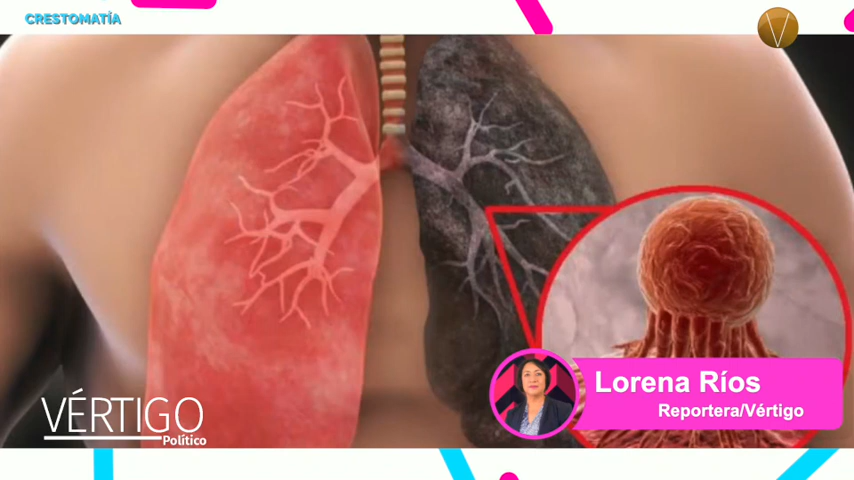 CRESTOMATÍA
V
Lorena Ríos
Reportera/Vértigo
VÉRTIGO
Político